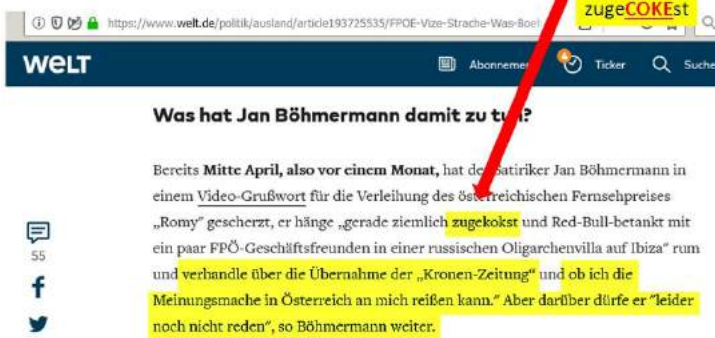 zugeCOKEst
https://www.welt.de/politik/ausland/article193725535/FPOE-Vize-Strache-Was-Boe
welt Abonnement Ticker Suche
Was hat Jan Böhmermann damit zu tun?
Bereits Mitte April, also vor einem Monat, hat der Satiriker Jan Böhmermann in
einem Video-Grußwort für die Verleihung des österreichischen Fernsehpreises
„Romy" gescherzt, er hänge „gerade ziemlich zugekokst und Red-Bull-betankt mit
ein paar FPÖ-Geschäftsfreunden in einer russischen Oligarchenvilla auf Ibiza" rum
55
und verhandle über die Übernahme der „Kronen-Zeitung" und ob ich die
Meinungsmache in Österreich an mich reißen kann." Aber darüber dürfe er "leider
noch nicht reden", so Böhmermann weiter.